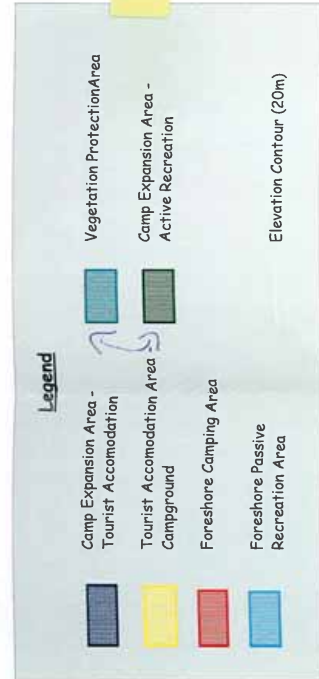 Legend
Camp Expansion Area -
Tourist Accomodation
Tourist Accomodation Area
Campground
Foreshore Camping Area
Foreshore Passive
Recreation Area
Vegetation ProtectionArea
Camp Expansion Area -
Active Recreation
Elevation Contour (20m)